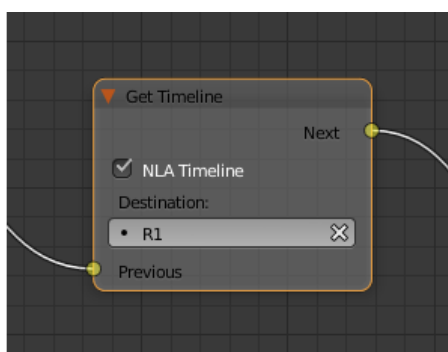 Get Timeline
Next
NLA Timeline
Destination:
R1
Previous